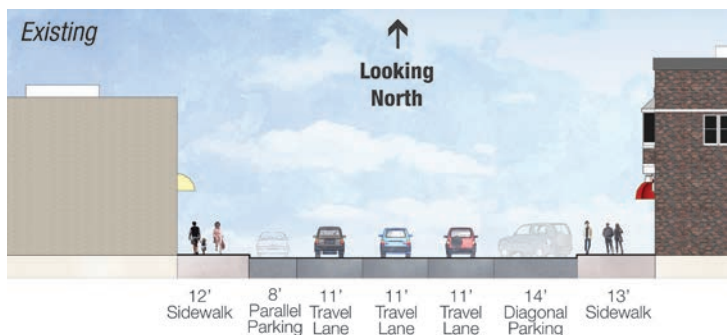 Existing
Looking
North
12' 8' 11' 11' 11' 14' 13'
Sidewalk Parallel Travel Travel Travel Diagonal Sidewalk
Parking Lane Lane Lane Parking